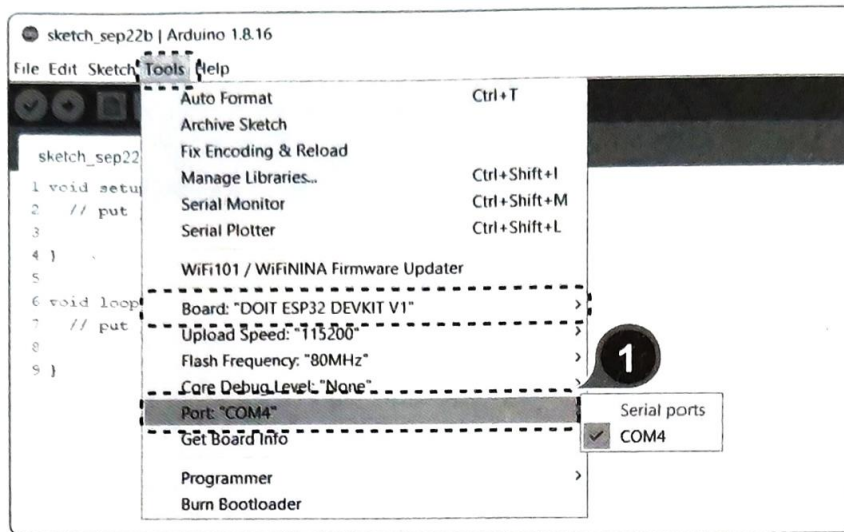 sketch_sep22b | Arduino 1.8.16
File Edit Sketch Tools Help
Auto Format Ctrl+T
Archive Sketch
Fix Encoding & Reload
sketch_sep22
Manage Libraries... Ctrl+Shift+I
1 void setup
Serial Monitor Ctrl+Shift+M
2 // put
Serial Plotter Ctrl+Shift+L
3
4 }
WiFi101 / WiFiNINA Firmware Updater
5
6 void loop
Board: "DOIT ESP32 DEVKIT V1" >
7 // put
Upload Speed: "115200" >
8
Flash Frequency: "80MHz" >
9 }
1
Core Debug Level: "None" >
Port: "COM4"
Serial ports
Get Board Info
COM4
Programmer >
Burn Bootloader